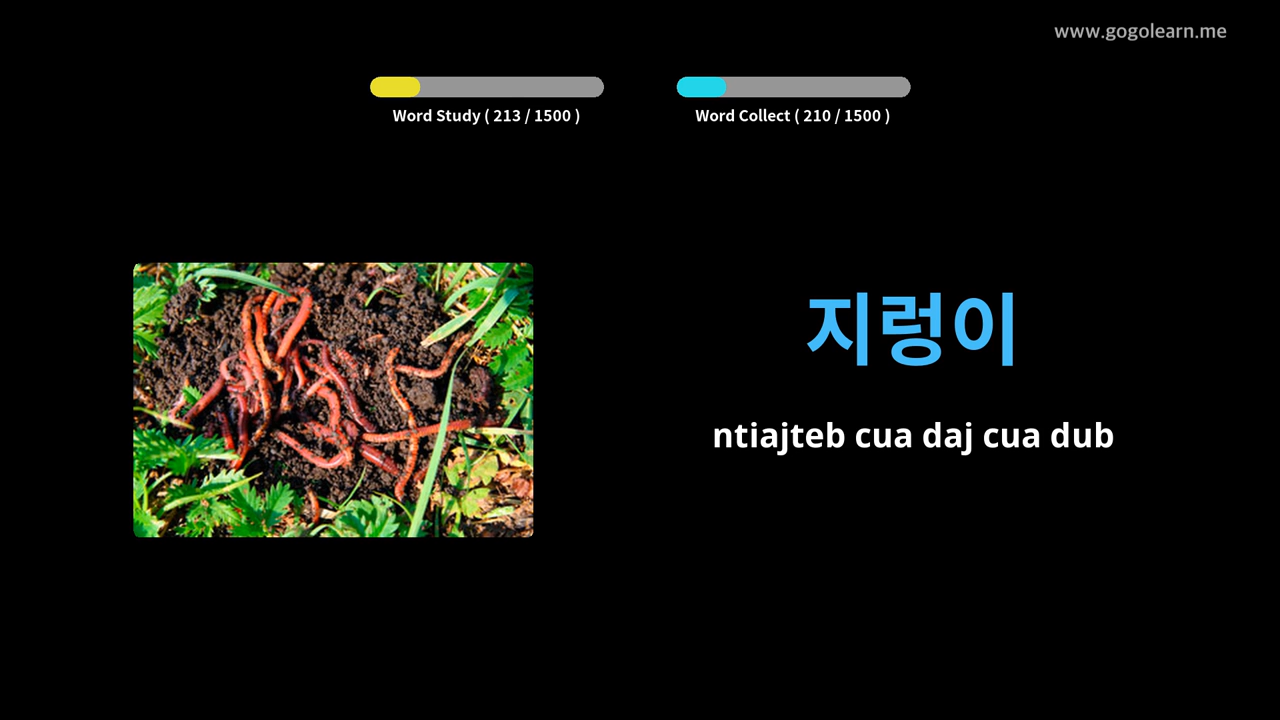 www.gogolearn.me
Word Study ( 213 / 1500 )
Word Collect ( 210 / 1500 )
지렁이
ntiajteb cua daj cua dub